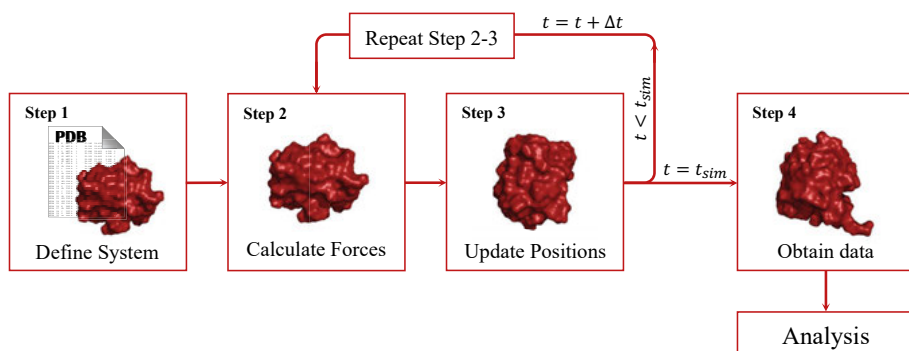 Repeat Step 2-3
t = t + Δt
t < t_sim
Step 1
PDB
Define System
Step 2
Calculate Forces
Step 3
Update Positions
t = t_sim
Step 4
Obtain data
Analysis